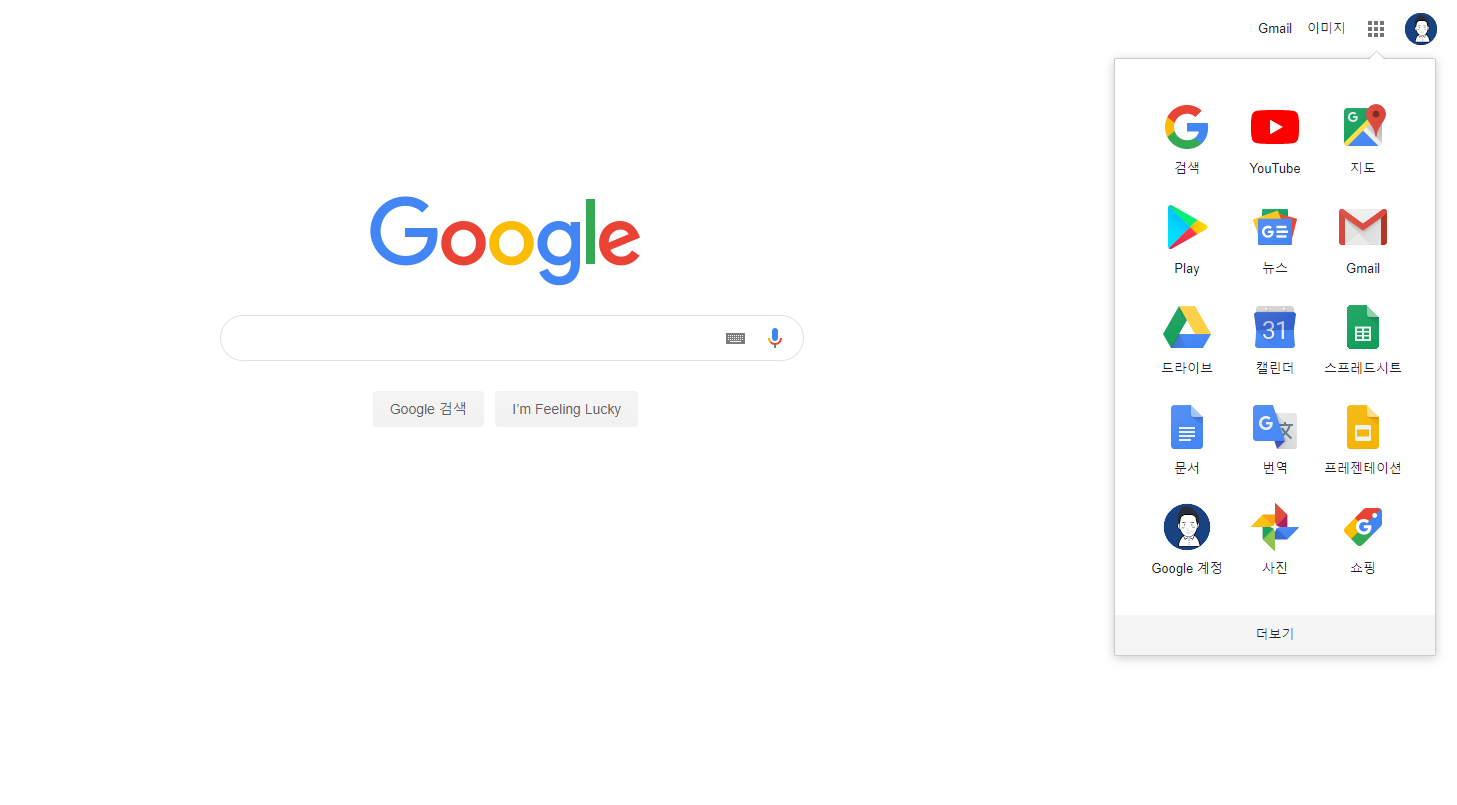 Gmail 이미지
Google
Google 검색 I'm Feeling Lucky
G
검색 YouTube 지도
G
Play 뉴스 Gmail
31
드라이브 캘린더 스프레드시트
G 文
문서 번역 프레젠테이션
G
Google 계정 사진 쇼핑
더보기